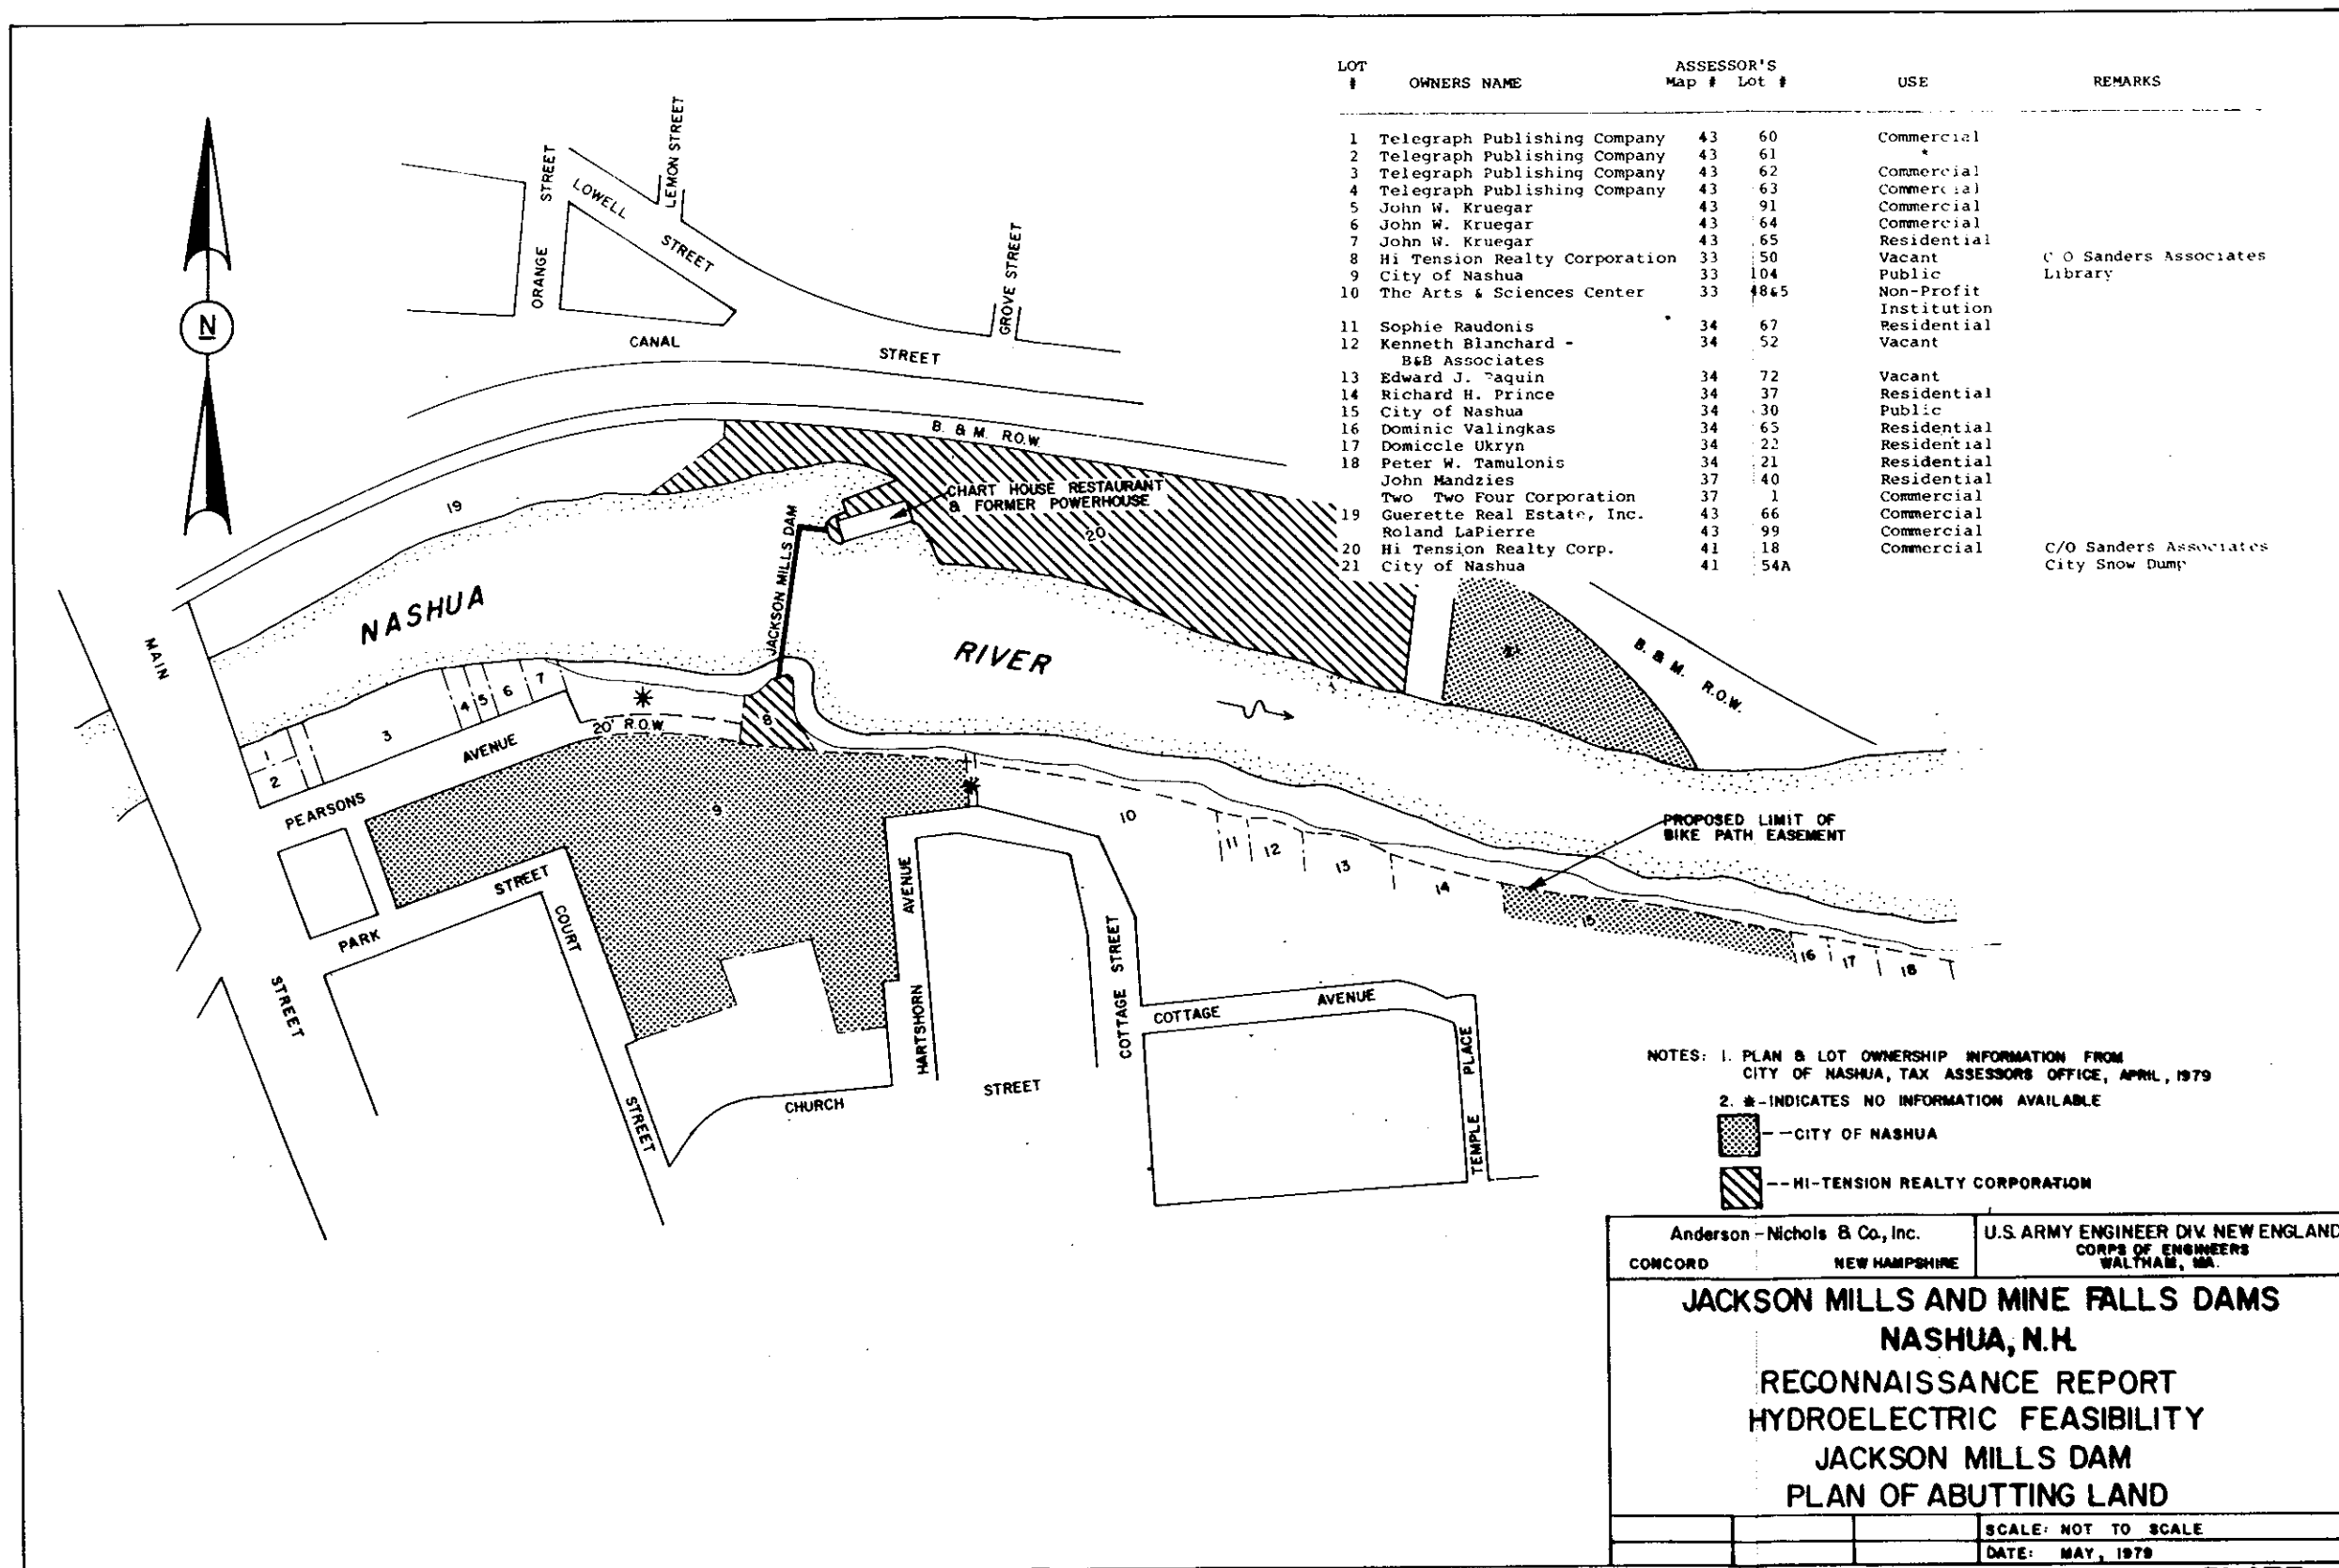 LOT ASSESSOR'S
# OWNERS NAME Map # Lot # USE REMARKS
1 Telegraph Publishing Company 43 60 Commercial
2 Telegraph Publishing Company 43 61 *
3 Telegraph Publishing Company 43 62 Commercial
4 Telegraph Publishing Company 43 63 Commercial
5 John W. Kruegar 43 91 Commercial
6 John W. Kruegar 43 64 Commercial
7 John W. Kruegar 43 65 Residential
8 Hi Tension Realty Corporation 33 50 Vacant C O Sanders Associates
9 City of Nashua 33 104 Public Library
10 The Arts & Sciences Center 33 48&5 Non-Profit
Institution
11 Sophie Raudonis 34 67 Residential
12 Kenneth Blanchard - 34 52 Vacant
B&B Associates
13 Edward J. 34 72 Vacant
14 Richard H. Prince 34 37 Residential
15 City of Nashua 34 30 Public
16 Dominic Valingkas 34 65 Residential
17 Domiccle Ukryn 34 22 Residential
18 Peter W. Tamulonis 34 21 Residential
John Mandzies 37 40 Residential
Two Two Four Corporation 37 1 Commercial
19 Guerette Real Estate, Inc. 43 66 Commercial
Roland LaPierre 43 99 Commercial
20 Hi Tension Realty Corp. 41 18 Commercial C/O Sanders Associates
21 City of Nashua 41 54A City Snow Dump
N
ORANGE STREET
LOWELL STREET
LEMON STREET
GROVE STREET
CANAL STREET
B. & M. R.O.W.
19
CHART HOUSE RESTAURANT
& FORMER POWERHOUSE
20
JACKSON MILLS DAM
NASHUA RIVER
21
B. & M. R.O.W.
MAIN STREET
1
2
3
4
5
6
7
*
20' R.O.W.
8
PEARSONS AVENUE
9
*
10
11
12
13
14
15
16
17
18
PROPOSED LIMIT OF
BIKE PATH EASEMENT
PARK STREET
COURT STREET
HARTSHORN AVENUE
COTTAGE STREET
COTTAGE AVENUE
TEMPLE PLACE
CHURCH STREET
NOTES: 1. PLAN & LOT OWNERSHIP INFORMATION FROM
CITY OF NASHUA, TAX ASSESSORS OFFICE, APRIL, 1979
2. *-INDICATES NO INFORMATION AVAILABLE
--CITY OF NASHUA
--HI-TENSION REALTY CORPORATION
Anderson-Nichols & Co., Inc.
CONCORD NEW HAMPSHIRE
U.S. ARMY ENGINEER DIV. NEW ENGLAND
CORPS OF ENGINEERS
WALTHAM, MA.
JACKSON MILLS AND MINE FALLS DAMS
NASHUA, N.H.
RECONNAISSANCE REPORT
HYDROELECTRIC FEASIBILITY
JACKSON MILLS DAM
PLAN OF ABUTTING LAND
SCALE: NOT TO SCALE
DATE: MAY, 1979